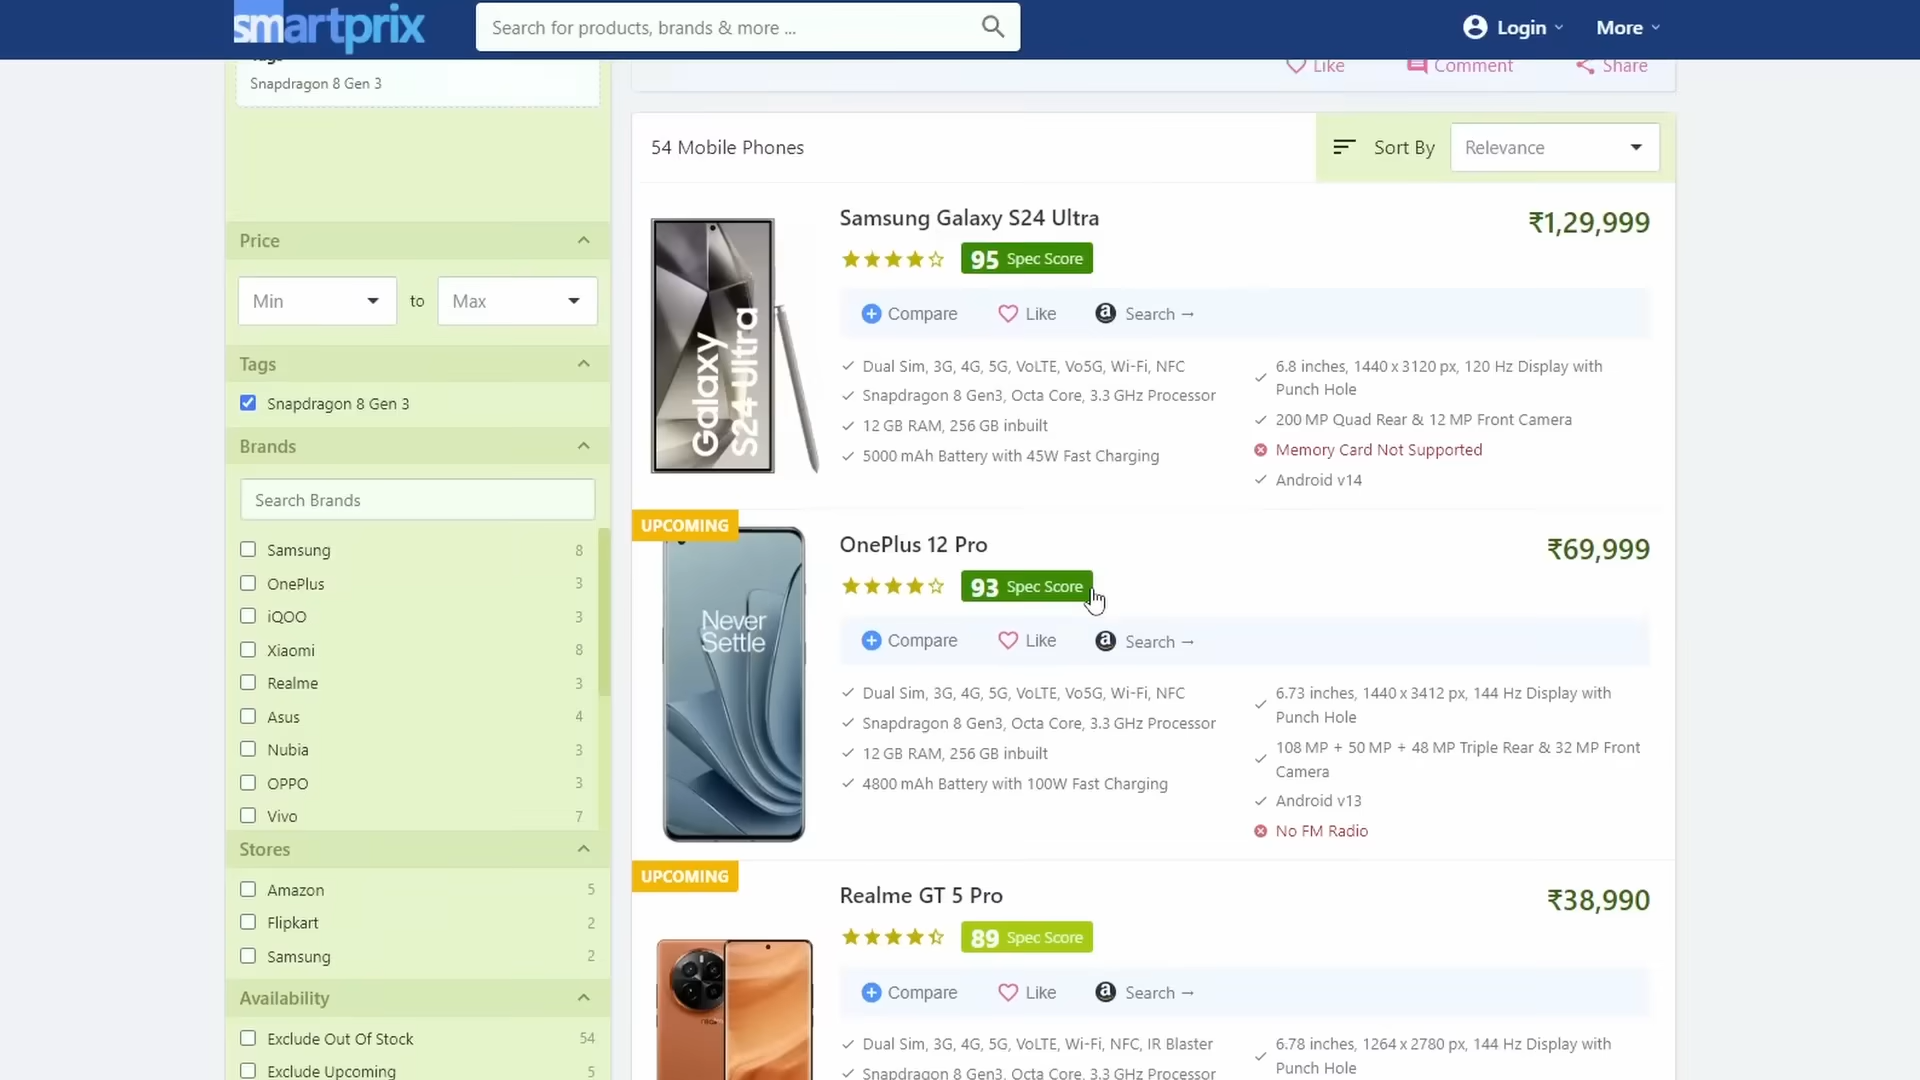 smartprix
Search for products, brands & more ...
Login
More
Tags
Snapdragon 8 Gen 3
Like
Comment
Share
54 Mobile Phones
Sort By
Relevance
Price
Min
to
Max
Tags
Snapdragon 8 Gen 3
Brands
Search Brands
Samsung 8
OnePlus 3
iQOO 3
Xiaomi 8
Realme 3
Asus 4
Nubia 3
OPPO 3
Vivo 7
Stores
Amazon 5
Flipkart 2
Samsung 2
Availability
Exclude Out Of Stock 54
Exclude Upcoming 5
Galaxy
S24 Ultra
Samsung Galaxy S24 Ultra
₹1,29,999
95 Spec Score
Compare
Like
a Search →
Dual Sim, 3G, 4G, 5G, VoLTE, Vo5G, Wi-Fi, NFC
Snapdragon 8 Gen3, Octa Core, 3.3 GHz Processor
12 GB RAM, 256 GB inbuilt
5000 mAh Battery with 45W Fast Charging
6.8 inches, 1440 x 3120 px, 120 Hz Display with
Punch Hole
200 MP Quad Rear & 12 MP Front Camera
Memory Card Not Supported
Android v14
UPCOMING
Never
Settle
OnePlus 12 Pro
₹69,999
93 Spec Score
Compare
Like
a Search →
Dual Sim, 3G, 4G, 5G, VoLTE, Vo5G, Wi-Fi, NFC
Snapdragon 8 Gen3, Octa Core, 3.3 GHz Processor
12 GB RAM, 256 GB inbuilt
4800 mAh Battery with 100W Fast Charging
6.73 inches, 1440 x 3412 px, 144 Hz Display with
Punch Hole
108 MP + 50 MP + 48 MP Triple Rear & 32 MP Front
Camera
Android v13
No FM Radio
UPCOMING
Realme GT 5 Pro
₹38,990
89 Spec Score
Compare
Like
a Search →
Dual Sim, 3G, 4G, 5G, VoLTE, Wi-Fi, NFC, IR Blaster
Snapdragon 8 Gen3, Octa Core, 3.3 GHz Processor
6.78 inches, 1264 x 2780 px, 144 Hz Display with
Punch Hole